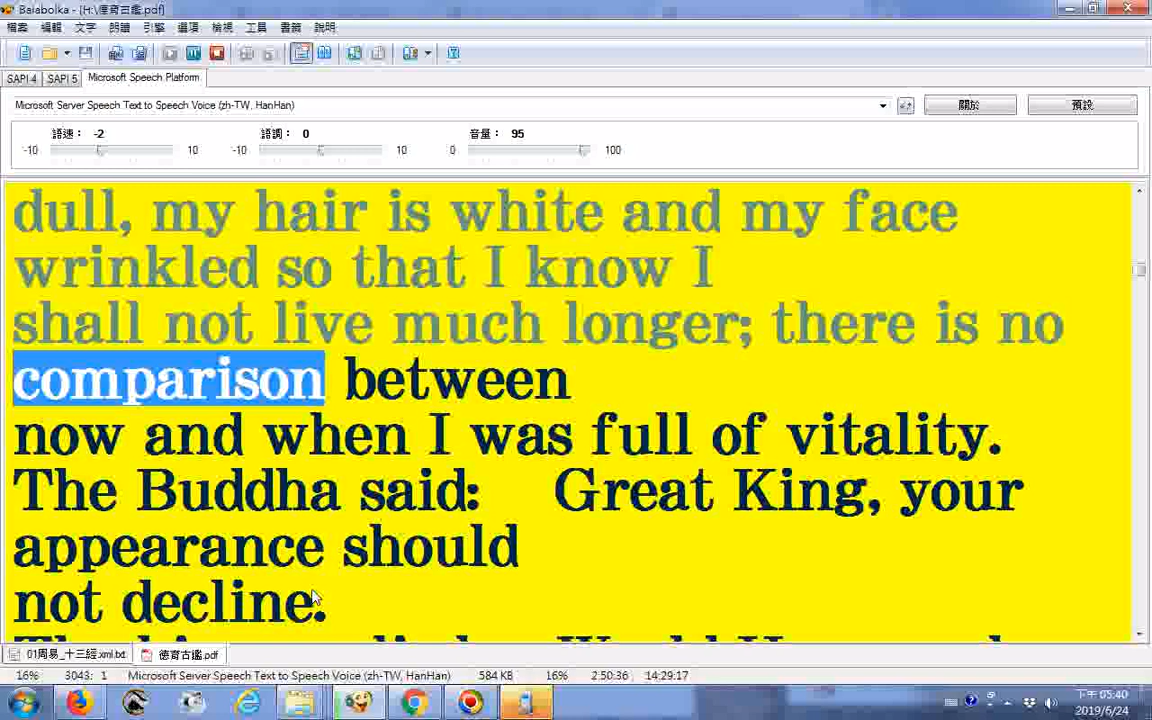 Balabolka - [H:\德育古鑑.pdf]
檔案 編輯 文字 朗讀 引擎 選項 檢視 工具 書籤 說明
SAPI 4 SAPI 5 Microsoft Speech Platform
Microsoft Server Speech Text to Speech Voice (zh-TW, HanHan) 關於 預設
語速： -2 語調： 0 音量： 95
-10 10 -10 10 0 100
dull, my hair is white and my face
wrinkled so that I know I
shall not live much longer; there is no
comparison between
now and when I was full of vitality.
The Buddha said: Great King, your
appearance should
not decline.
01周易_十三經.xml.txt 德育古鑑.pdf
16% 3043: 1 Microsoft Server Speech Text to Speech Voice (zh-TW, HanHan) 584 KB 16% 2:50:36 14:29:17
下午 05:40
2019/6/24